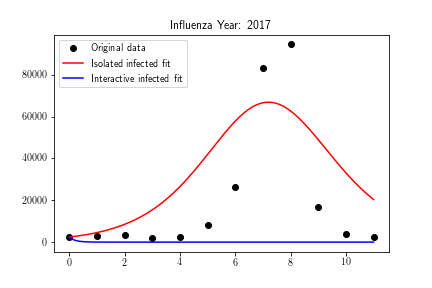 Influenza Year: 2017
Original data
Isolated infected fit
Interactive infected fit
80000
60000
40000
20000
0
0 2 4 6 8 10